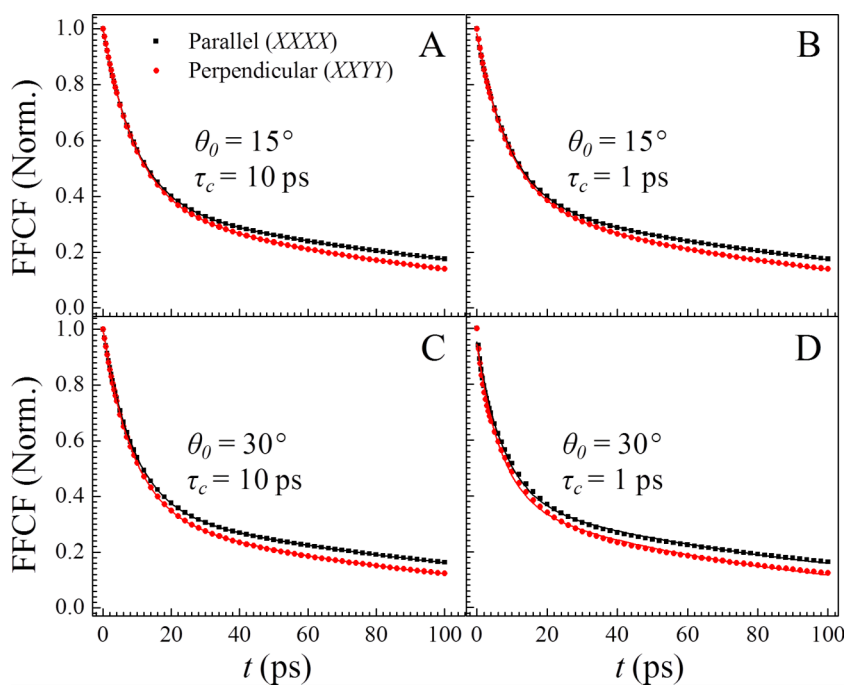 A
Parallel (XXXX)
Perpendicular (XXYY)
θ0 = 15°
τc = 10 ps
B
θ0 = 15°
τc = 1 ps
FFCF (Norm.)
1.0
0.8
0.6
0.4
0.2
0.0
C
θ0 = 30°
τc = 10 ps
D
θ0 = 30°
τc = 1 ps
FFCF (Norm.)
1.0
0.8
0.6
0.4
0.2
0.0
0 20 40 60 80 100
0 20 40 60 80 100
t (ps)
t (ps)